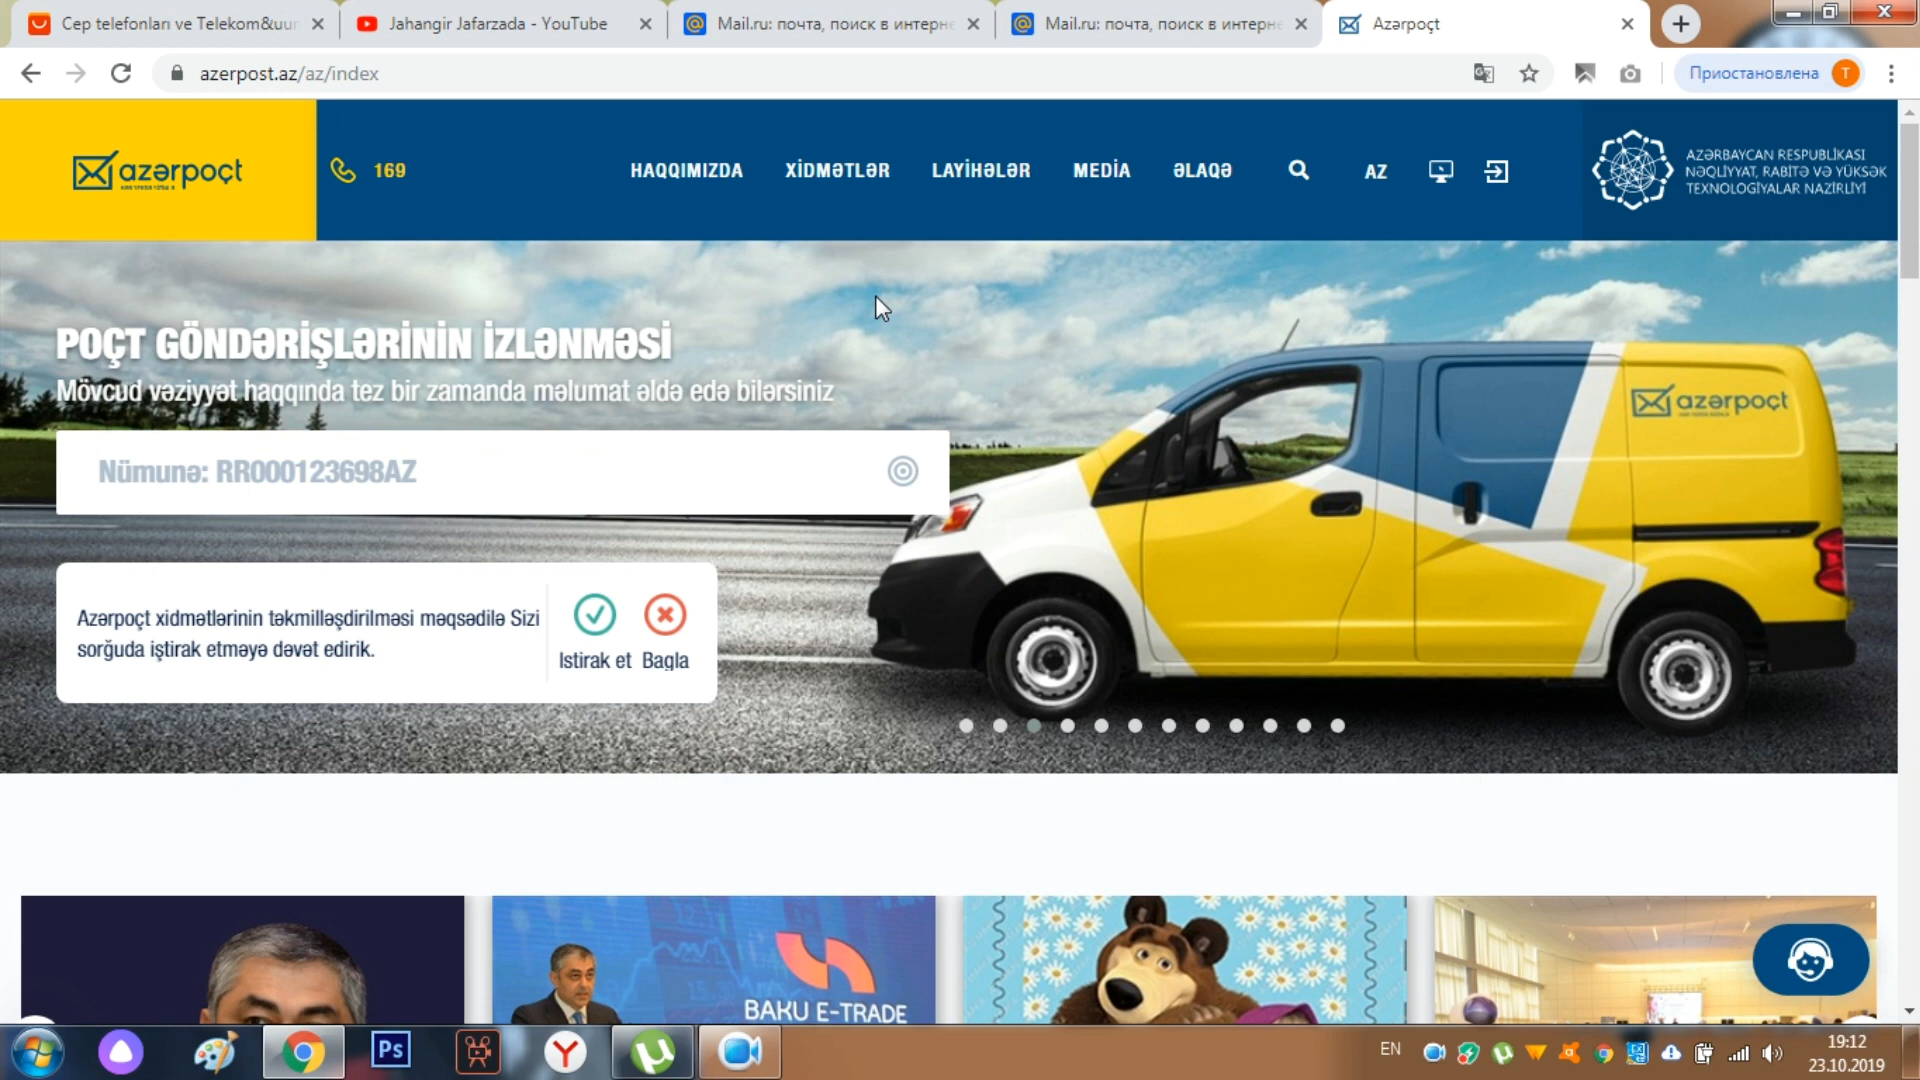 Cep telefonları ve Telekom&uur
Jahangir Jafarzada - YouTube
Mail.ru: почта, поиск в интерне
Mail.ru: почта, поиск в интерне
Azərpoçt
azerpost.az/az/index
Приостановлена
T
azərpoçt
169
HAQQIMIZDA
XİDMƏTLƏR
LAYİHƏLƏR
MEDİA
ƏLAQƏ
AZ
AZƏRBAYCAN RESPUBLİKASI
NƏQLİYYAT, RABİTƏ VƏ YÜKSƏK
TEXNOLOGİYALAR NAZİRLİYİ
POÇT GÖNDƏRİŞLƏRİNİN İZLƏNMƏSİ
Mövcud vəziyyət haqqında tez bir zamanda məlumat əldə edə bilərsiniz
azərpoçt
Nümunə: RR000123698AZ
Azərpoçt xidmətlərinin təkmilləşdirilməsi məqsədilə Sizi
sorğuda iştirak etməyə dəvət edirik.
Istirak et
Bagla
BAKU E-TRADE
Ps
EN
19:12
23.10.2019